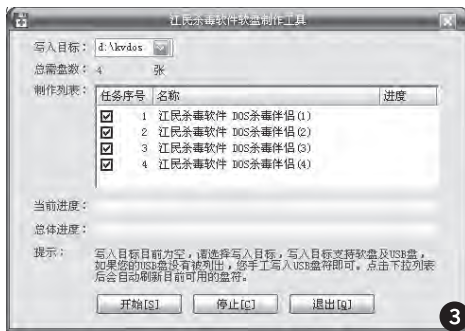 江民杀毒软件软盘制作工具
写入目标： d:\kvdos
总需盘数： 4 张
制作列表： 任务序号 名称 进度
1 江民杀毒软件 DOS杀毒伴侣(1)
2 江民杀毒软件 DOS杀毒伴侣(2)
3 江民杀毒软件 DOS杀毒伴侣(3)
4 江民杀毒软件 DOS杀毒伴侣(4)
当前进度：
总体进度：
提示： 写入目标目前为空，请选择写入目标，写入目标支持软盘及USB盘，
如果您的USB盘没有被列出，您手工写入USB盘符即可。点击下拉列表
后会自动刷新目前可用的盘符。
开始[S] 停止[C] 退出[Q]
3